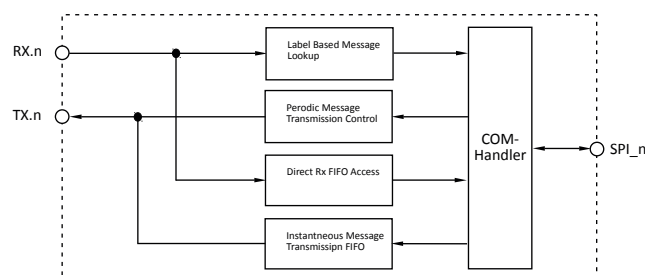 RX.n
Label Based Message
Lookup
TX.n
Perodic Message
Transmission Control
COM-
Handler
SPI_n
Direct Rx FIFO Access
Instantneous Message
Transmissipn FIFO